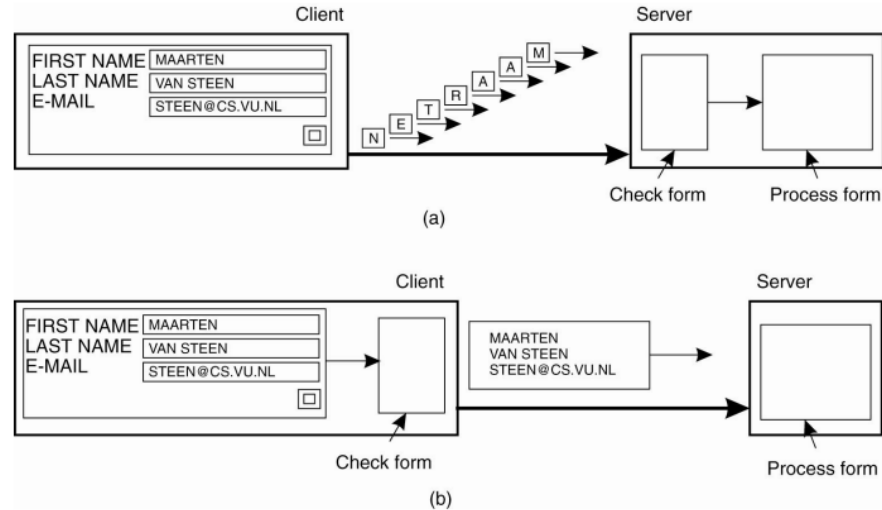 Client
Server
FIRST NAME MAARTEN
LAST NAME VAN STEEN
E-MAIL STEEN@CS.VU.NL
N E T R A A M
Check form
Process form
(a)
Client
Server
FIRST NAME MAARTEN
LAST NAME VAN STEEN
E-MAIL STEEN@CS.VU.NL
MAARTEN
VAN STEEN
STEEN@CS.VU.NL
Check form
Process form
(b)